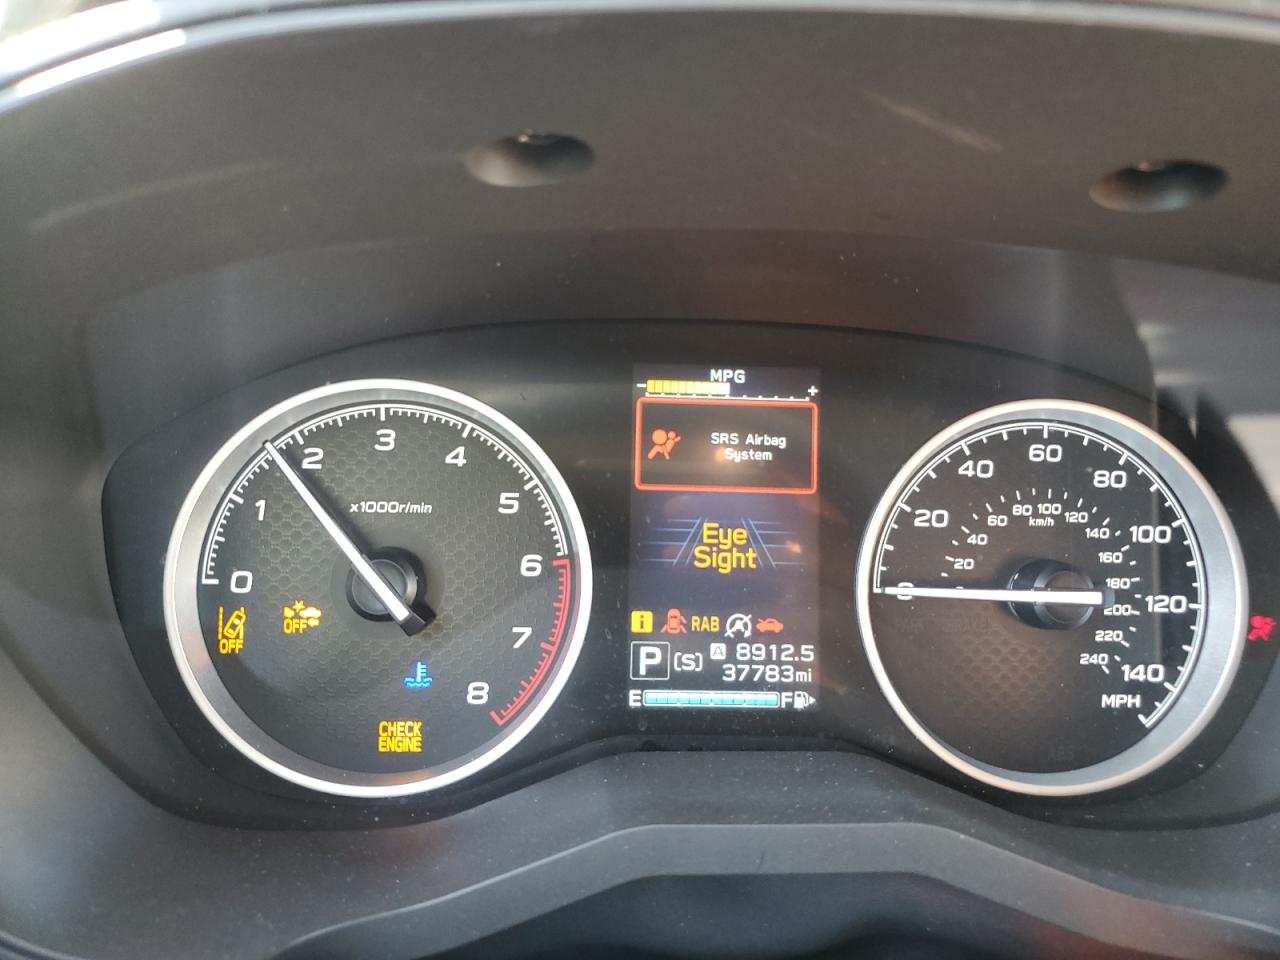 MPG
- +
SRS Airbag
System
Eye
Sight
RAB
P [S] A 8912.5
37783mi
E F
0
1
2
3
4
5
6
7
8
x1000r/min
OFF
OFF
CHECK
ENGINE
20
40
60
80
100
120
140
MPH
20
40
60
80
100
120
140
160
180
200
220
240
km/h